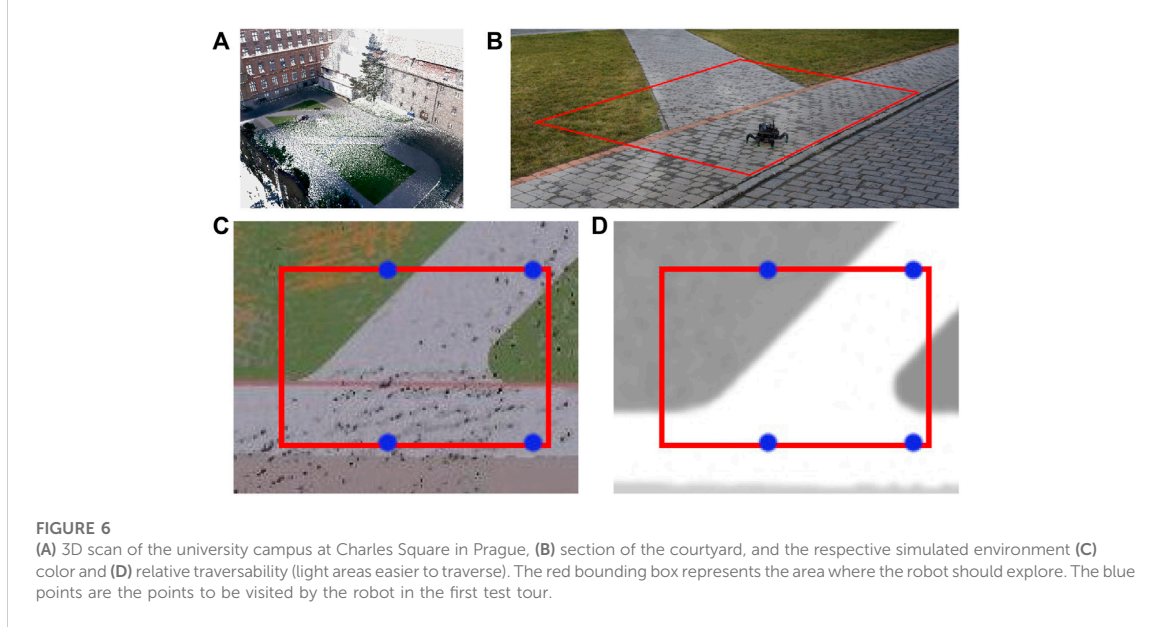 A
B
C
D
FIGURE 6
(A) 3D scan of the university campus at Charles Square in Prague, (B) section of the courtyard, and the respective simulated environment (C)
color and (D) relative traversability (light areas easier to traverse). The red bounding box represents the area where the robot should explore. The blue
points are the points to be visited by the robot in the first test tour.